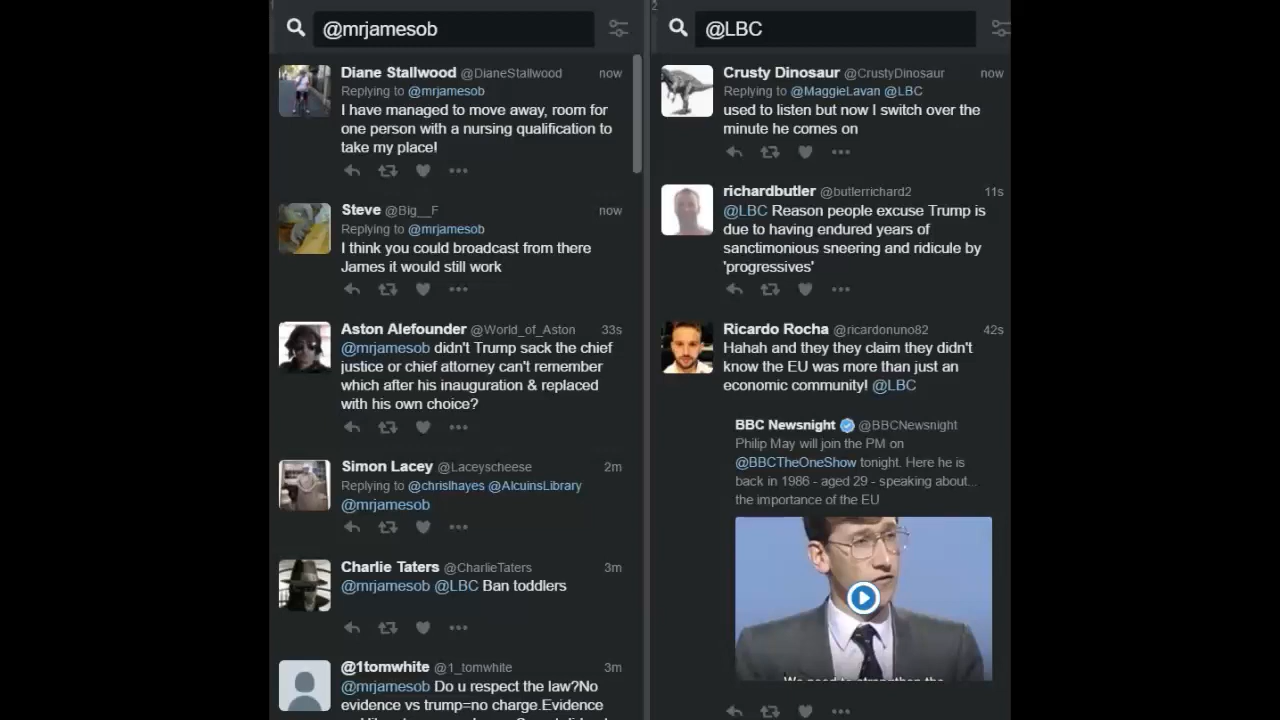 1
@mrjamesob
Diane Stallwood @DianeStallwood now
Replying to @mrjamesob
I have managed to move away, room for
one person with a nursing qualification to
take my place!
Steve @Big__F now
Replying to @mrjamesob
I think you could broadcast from there
James it would still work
Aston Alefounder @World_of_Aston 33s
@mrjamesob didn't Trump sack the chief
justice or chief attorney can't remember
which after his inauguration & replaced
with his own choice?
Simon Lacey @Laceyscheese 2m
Replying to @chrislhayes @AlcuinsLibrary
@mrjamesob
Charlie Taters @CharlieTaters 3m
@mrjamesob @LBC Ban toddlers
@1tomwhite @1_tomwhite 3m
@mrjamesob Do u respect the law?No
evidence vs trump=no charge.Evidence
2
@LBC
Crusty Dinosaur @CrustyDinosaur now
Replying to @MaggieLavan @LBC
used to listen but now I switch over the
minute he comes on
richardbutler @butlerrichard2 11s
@LBC Reason people excuse Trump is
due to having endured years of
sanctimonious sneering and ridicule by
'progressives'
Ricardo Rocha @ricardonuno82 42s
Hahah and they they claim they didn't
know the EU was more than just an
economic community! @LBC
BBC Newsnight @BBCNewsnight
Philip May will join the PM on
@BBCTheOneShow tonight. Here he is
back in 1986 - aged 29 - speaking about...
the importance of the EU
We need to strengthen the